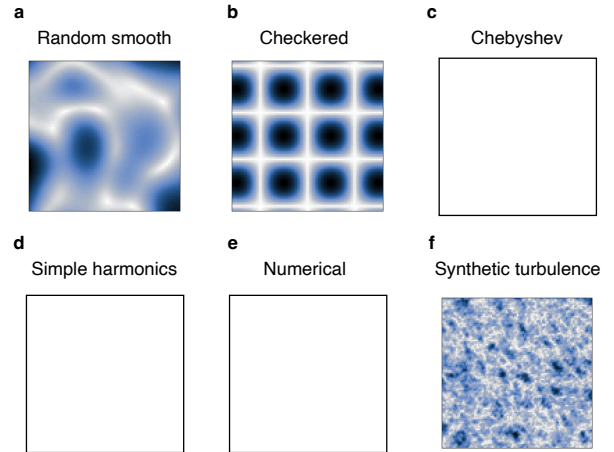 a
Random smooth
b
Checkered
c
Chebyshev
d
Simple harmonics
e
Numerical
f
Synthetic turbulence